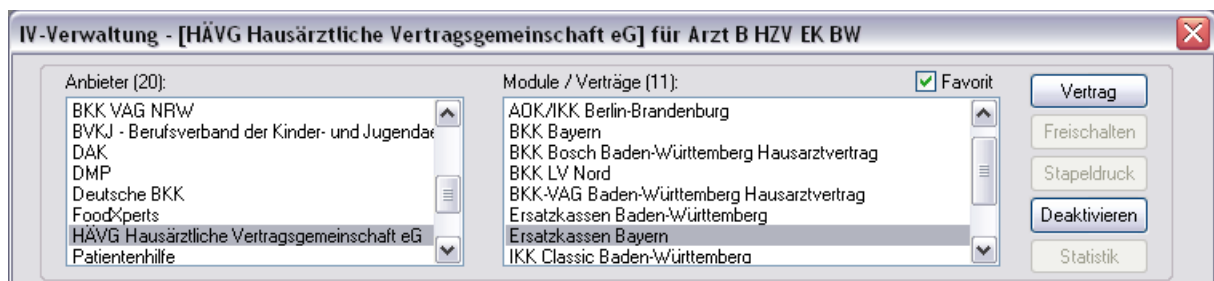 IV-Verwaltung - [HÄVG Hausärztliche Vertragsgemeinschaft eG] für Arzt B HZV EK BW
Anbieter (20):
BKK VAG NRW
BVKJ - Berufsverband der Kinder- und Jugendae
DAK
DMP
Deutsche BKK
FoodXperts
HÄVG Hausärztliche Vertragsgemeinschaft eG
Patientenhilfe
Module / Verträge (11):
Favorit
AOK/IKK Berlin-Brandenburg
BKK Bayern
BKK Bosch Baden-Württemberg Hausarztvertrag
BKK LV Nord
BKK-VAG Baden-Württemberg Hausarztvertrag
Ersatzkassen Baden-Württemberg
Ersatzkassen Bayern
IKK Classic Baden-Württemberg
Vertrag
Freischalten
Stapeldruck
Deaktivieren
Statistik